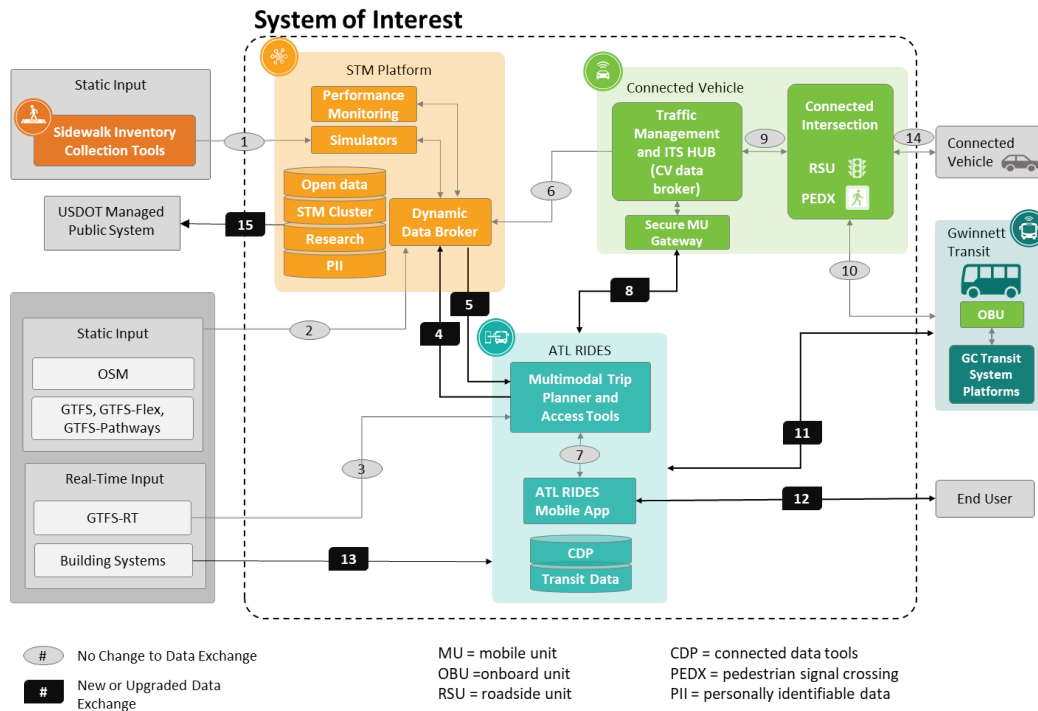 System of Interest
Static Input
Sidewalk Inventory
Collection Tools
1
USDOT Managed
Public System
15
STM Platform
Performance
Monitoring
Simulators
Open data
STM Cluster
Research
PII
Dynamic
Data Broker
6
Connected Vehicle
Traffic
Management
and ITS HUB
(CV data
broker)
Secure MU
Gateway
9
Connected
Intersection
RSU
PEDX
14
Connected
Vehicle
10
Gwinnett
Transit
OBU
GC Transit
System
Platforms
Static Input
OSM
GTFS, GTFS-Flex,
GTFS-Pathways
Real-Time Input
GTFS-RT
Building Systems
2
3
4
5
8
13
ATL RIDES
Multimodal Trip
Planner and
Access Tools
7
ATL RIDES
Mobile App
CDP
Transit Data
11
12
End User
# No Change to Data Exchange
# New or Upgraded Data
Exchange
MU = mobile unit
OBU =onboard unit
RSU = roadside unit
CDP = connected data tools
PEDX = pedestrian signal crossing
PII = personally identifiable data